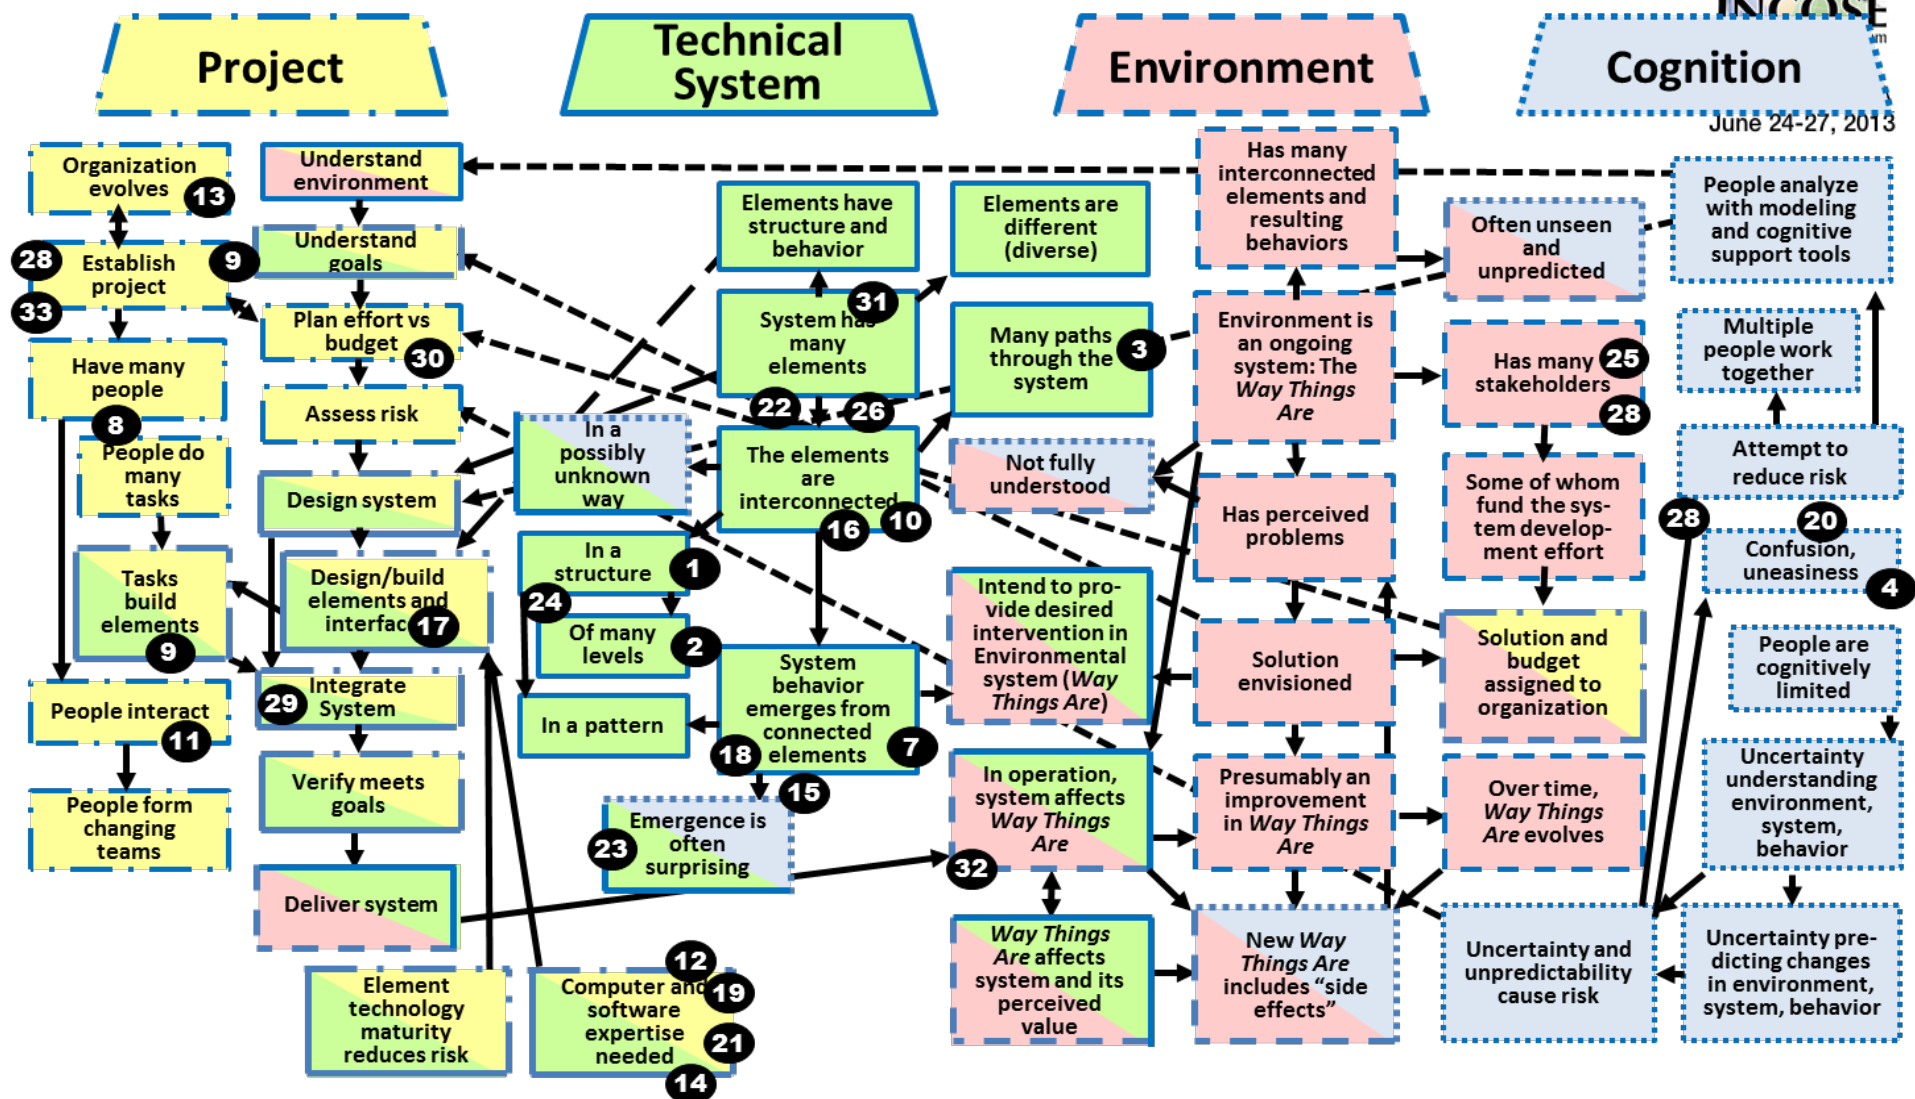 Project
Technical
System
Environment
Cognition
INCOSE
m
June 24-27, 2013
Organization
evolves
13
28
Establish
project
33
9
Have many
people
8
People do
many
tasks
Tasks
build
elements
9
People interact
11
People form
changing
teams
Understand
environment
Understand
goals
Plan effort vs
budget
30
Assess risk
Design system
Design/build
elements and
interfac
17
29
Integrate
System
Verify meets
goals
Deliver system
Element
technology
maturity
reduces risk
Elements have
structure and
behavior
Elements are
different
(diverse)
31
System has
many
elements
22
26
Many paths
through the
system
3
In a
possibly
unknown
way
The elements
are
interconnected
16
10
In a
structure
1
24
Of many
levels
2
In a pattern
System
behavior
emerges from
connected
elements
18
7
15
Emergence is
often
surprising
23
12
Computer and
software
expertise
needed
19
21
14
Not fully
understood
Intend to pro-
vide desired
intervention in
Environmental
system (Way
Things Are)
In operation,
system affects
Way Things
Are
32
Way Things
Are affects
system and its
perceived
value
Has many
interconnected
elements and
resulting
behaviors
Environment is
an ongoing
system: The
Way Things
Are
Has perceived
problems
Solution
envisioned
Presumably an
improvement
in Way Things
Are
New Way
Things Are
includes “side
effects”
Often unseen
and
unpredicted
Has many
stakeholders
25
28
Some of whom
fund the sys-
tem develop-
ment effort
Solution and
budget
assigned to
organization
Over time,
Way Things
Are evolves
Uncertainty and
unpredictability
cause risk
People analyze
with modeling
and cognitive
support tools
Multiple
people work
together
Attempt to
reduce risk
28
20
Confusion,
uneasiness
4
People are
cognitively
limited
Uncertainty
understanding
environment,
system,
behavior
Uncertainty pre-
dicting changes
in environment,
system, behavior